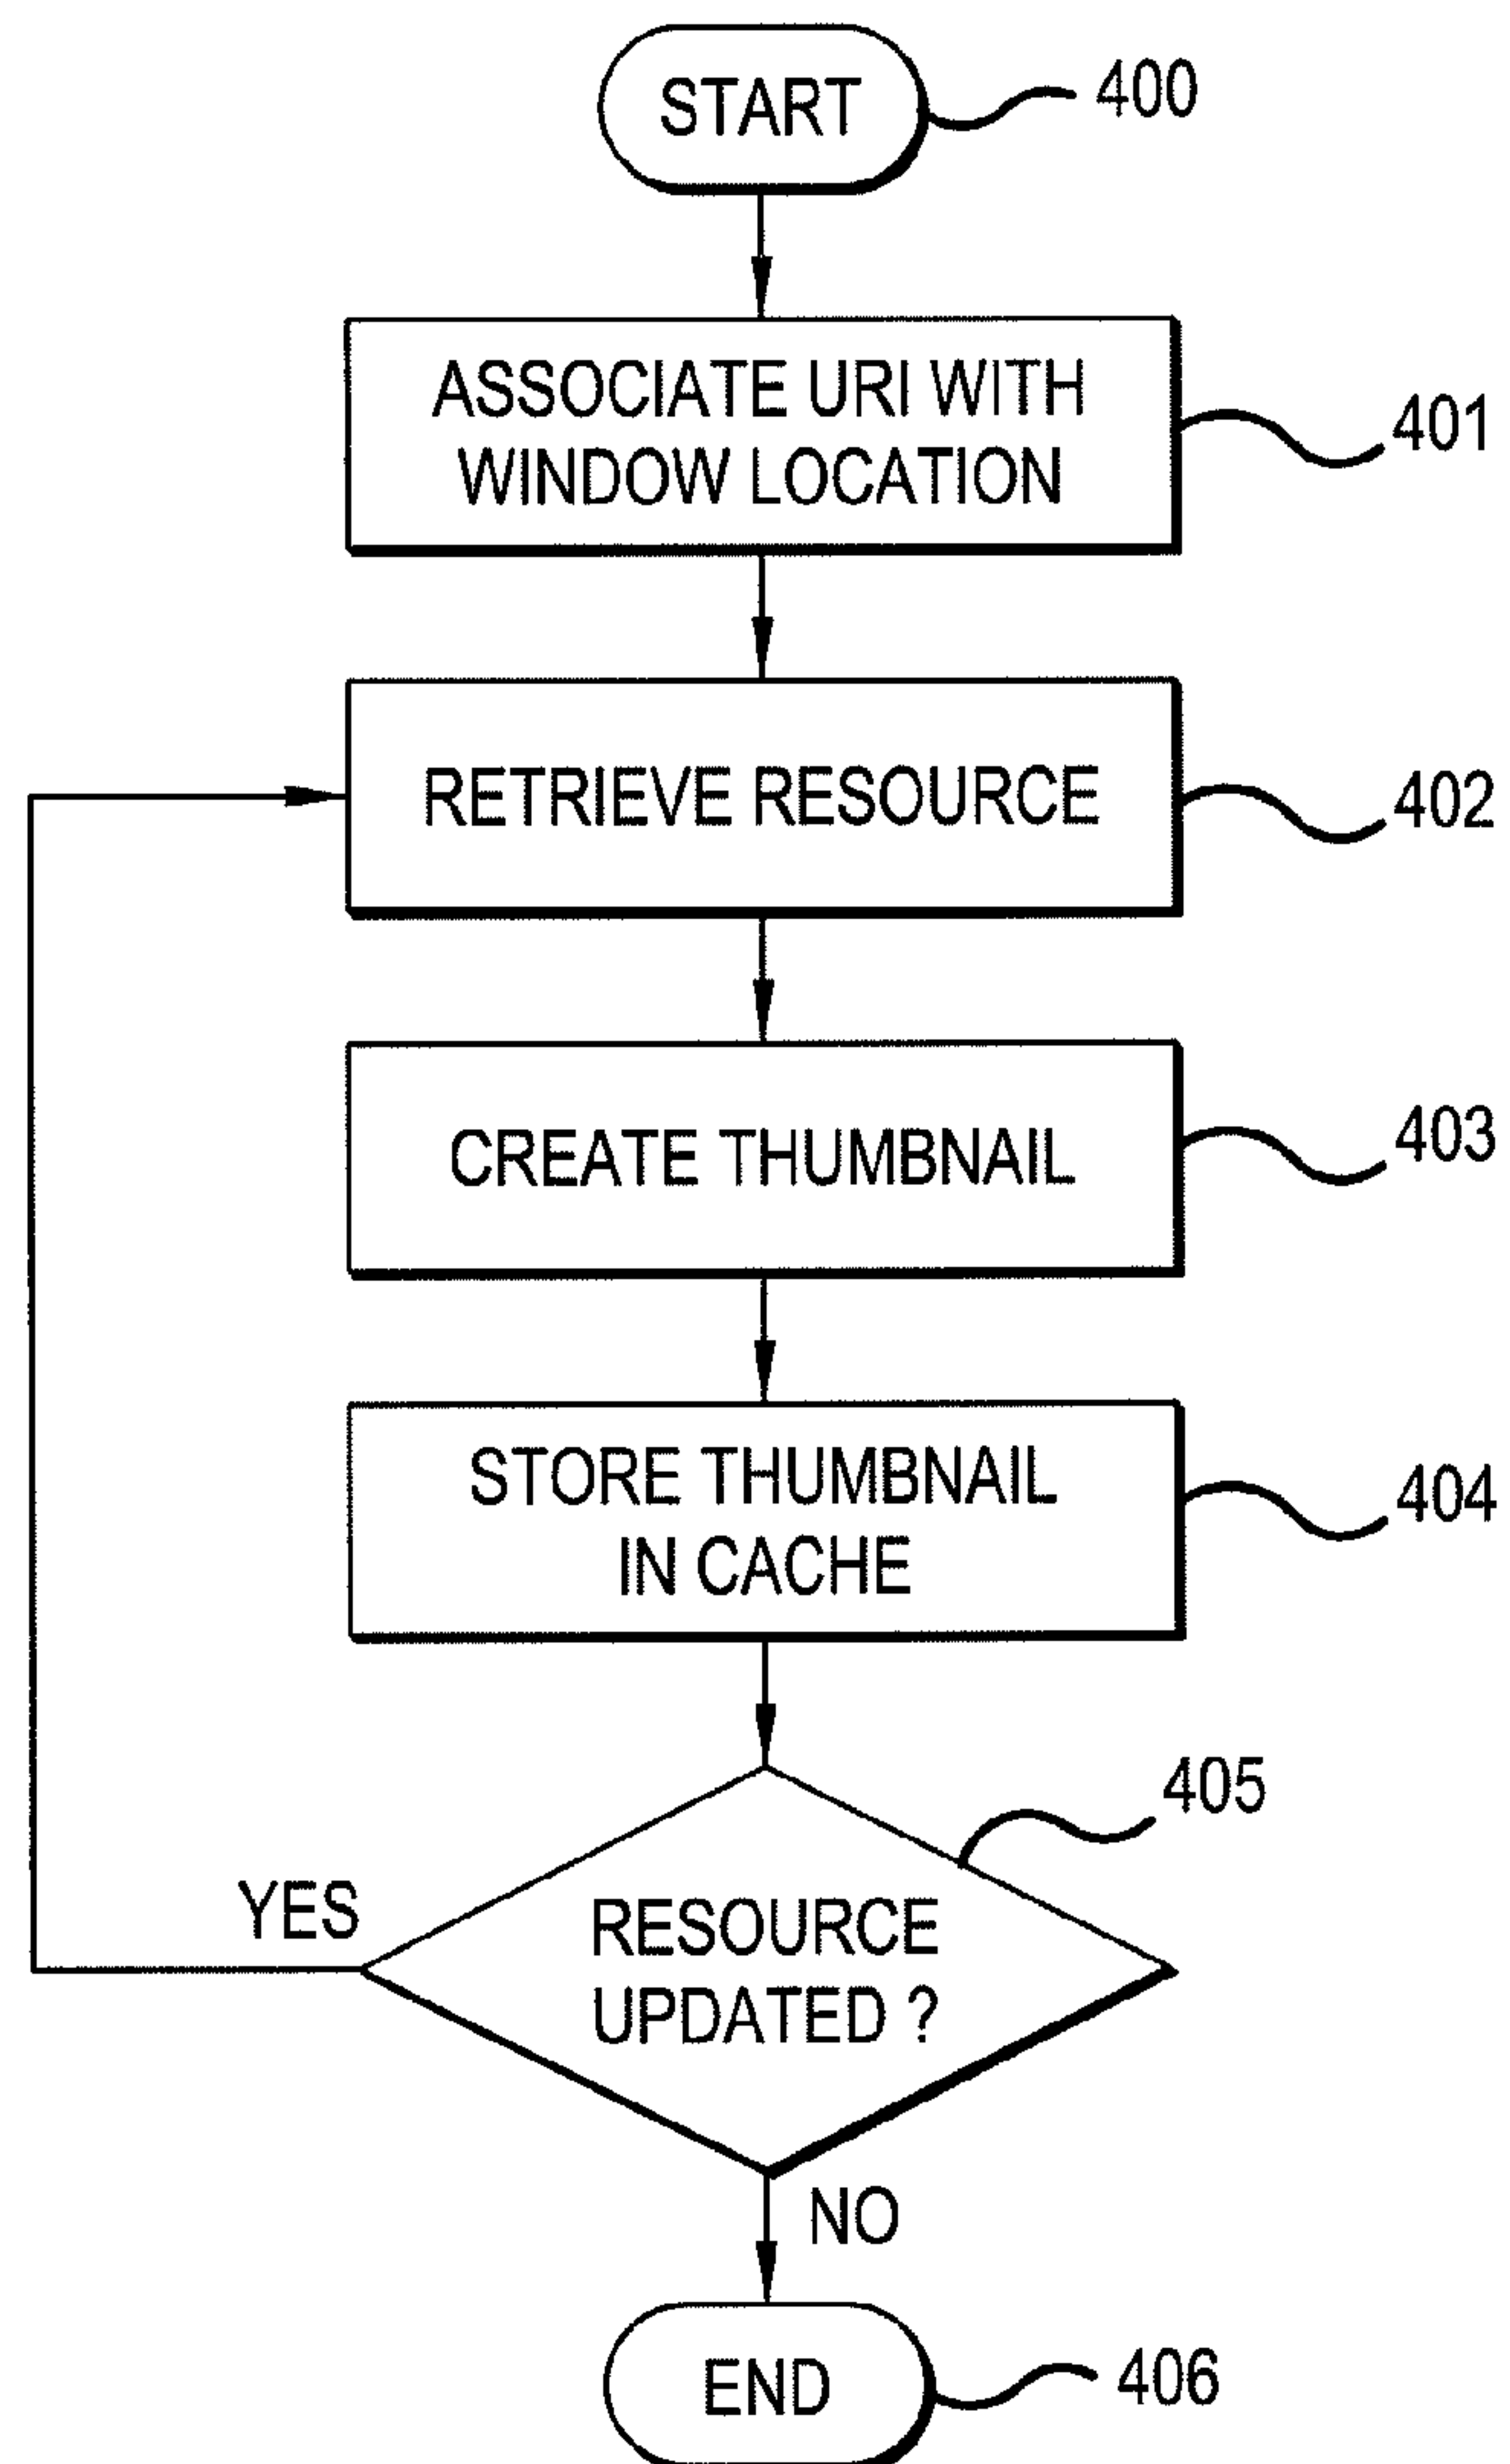 START
400
ASSOCIATE URI WITH
WINDOW LOCATION
401
RETRIEVE RESOURCE
402
CREATE THUMBNAIL
403
STORE THUMBNAIL
IN CACHE
404
405
YES
RESOURCE
UPDATED ?
NO
END
406